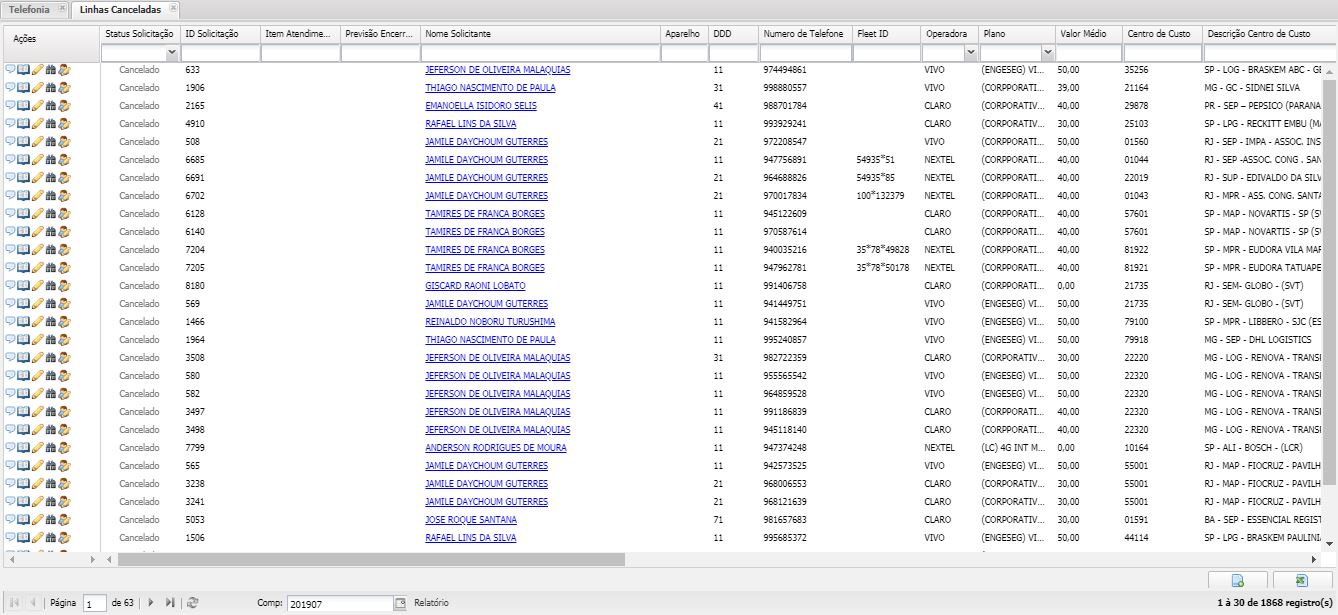 Telefonia Linhas Canceladas
Ações Status Solicitação ID Solicitação Item Atendime... Previsão Encerr... Nome Solicitante Aparelho DDD Numero de Telefone Fleet ID Operadora Plano Valor Médio Centro de Custo Descrição Centro de Custo
Cancelado 633 JEFERSON DE OLIVEIRA MALAQUIAS 11 974494861 VIVO (ENGESEG) VI... 50,00 35256 SP - LOG - BRASKEM ABC - GE
Cancelado 1906 THIAGO NASCIMENTO DE PAULA 31 998880557 VIVO (CORPPORATI... 39,00 21164 MG - GC - SIDNEI SILVA
Cancelado 2165 EMANOELLA ISIDORO SELIS 41 988701784 CLARO (CORPORATIV... 40,00 29878 PR - SEP – PEPSICO (PARANA
Cancelado 4910 RAFAEL LINS DA SILVA 11 993929241 CLARO (CORPORATIV... 30,00 25103 SP - LPG - RECKITT EMBU (MA
Cancelado 508 JAMILE DAYCHOUM GUTERRES 21 972208547 VIVO (CORPPORATI... 50,00 01560 RJ - SEP - IMPA - ASSOC. INS
Cancelado 6685 JAMILE DAYCHOUM GUTERRES 11 947756891 54935*51 NEXTEL (CORPPORATI... 40,00 01044 RJ - SEP -ASSOC. CONG . SAN
Cancelado 6691 JAMILE DAYCHOUM GUTERRES 21 964688826 54935*85 NEXTEL (CORPPORATI... 40,00 22019 RJ - SUP - EDIVALDO DA SILV
Cancelado 6702 JAMILE DAYCHOUM GUTERRES 21 970017834 100*132379 NEXTEL (CORPPORATI... 40,00 01043 RJ - MPR - ASS. CONG. SANTA
Cancelado 6128 TAMIRES DE FRANCA BORGES 11 945122609 CLARO (CORPPORATI... 40,00 57601 SP - MAP - NOVARTIS - SP (S
Cancelado 6140 TAMIRES DE FRANCA BORGES 11 970587614 CLARO (CORPPORATI... 40,00 57601 SP - MAP - NOVARTIS - SP (S
Cancelado 7204 TAMIRES DE FRANCA BORGES 11 940035216 35*78*49828 NEXTEL (CORPPORATI... 40,00 81922 SP - MPR - EUDORA VILA MAR
Cancelado 7205 TAMIRES DE FRANCA BORGES 11 947962781 35*78*50178 NEXTEL (CORPPORATI... 40,00 81921 SP - MPR - EUDORA TATUAPE
Cancelado 8180 GISCARD RAONI LOBATO 11 991406758 CLARO (CORPORATIV... 0,00 21735 RJ - SEM- GLOBO - (SVT)
Cancelado 569 JAMILE DAYCHOUM GUTERRES 11 941449751 VIVO (ENGESEG) VI... 50,00 21735 RJ - SEM- GLOBO - (SVT)
Cancelado 1466 REINALDO NOBORU TURUSHIMA 11 941582964 VIVO (ENGESEG) VI... 50,00 79100 SP - MPR - LIBBERO - SJC (ES
Cancelado 1964 THIAGO NASCIMENTO DE PAULA 11 995240857 VIVO (ENGESEG) VI... 50,00 79918 MG - SEP - DHL LOGISTICS
Cancelado 3508 JEFERSON DE OLIVEIRA MALAQUIAS 31 982722359 CLARO (CORPORATIV... 30,00 22220 MG - LOG - RENOVA - TRANSI
Cancelado 580 JEFERSON DE OLIVEIRA MALAQUIAS 11 955565542 VIVO (ENGESEG) VI... 50,00 22320 MG - LOG - RENOVA - TRANSI
Cancelado 582 JEFERSON DE OLIVEIRA MALAQUIAS 11 964859528 VIVO (ENGESEG) VI... 50,00 22320 MG - LOG - RENOVA - TRANSI
Cancelado 3497 JEFERSON DE OLIVEIRA MALAQUIAS 11 991186839 CLARO (CORPORATIV... 40,00 22320 MG - LOG - RENOVA - TRANSI
Cancelado 3498 JEFERSON DE OLIVEIRA MALAQUIAS 11 945118140 CLARO (CORPORATIV... 40,00 22320 MG - LOG - RENOVA - TRANSI
Cancelado 7799 ANDERSON RODRIGUES DE MOURA 11 947374248 NEXTEL (LC) 4G INT M... 0,00 10164 SP - ALI - BOSCH - (LCR)
Cancelado 565 JAMILE DAYCHOUM GUTERRES 11 942573525 VIVO (ENGESEG) VI... 50,00 55001 RJ - MAP - FIOCRUZ - PAVILH
Cancelado 3238 JAMILE DAYCHOUM GUTERRES 21 968006553 CLARO (CORPORATIV... 30,00 55001 RJ - MAP - FIOCRUZ - PAVILH
Cancelado 3241 JAMILE DAYCHOUM GUTERRES 21 968121639 CLARO (CORPORATIV... 30,00 55001 RJ - MAP - FIOCRUZ - PAVILH
Cancelado 5053 JOSE ROQUE SANTANA 71 981657683 CLARO (CORPORATIV... 30,00 01591 BA - SEP - ESSENCIAL REGIST
Cancelado 1506 RAFAEL LINS DA SILVA 11 995685372 VIVO (ENGESEG) VI... 50,00 44114 SP - LPG - BRASKEM PAULINI
Página 1 de 63 Comp: 201907 Relatório 1 à 30 de 1868 registro(s)